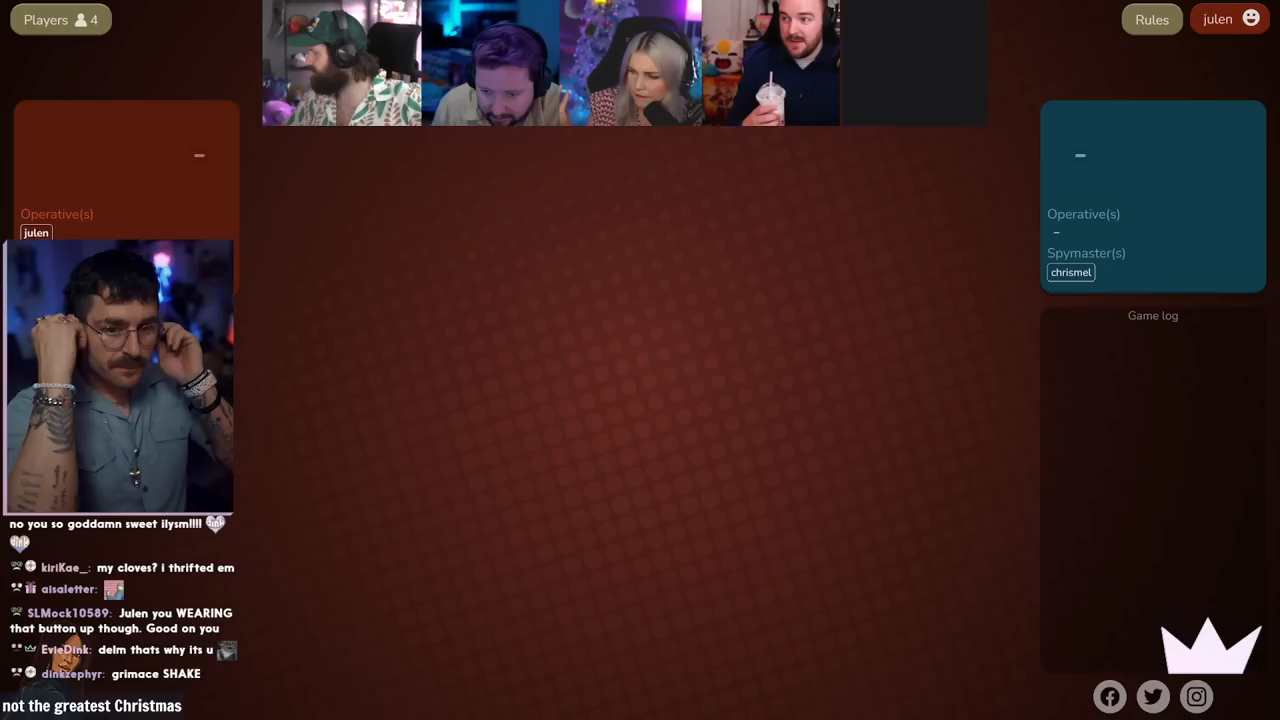 Players 4
Rules
julen
–
Operative(s)
julen
–
Operative(s)
–
Spymaster(s)
chrismel
Game log
no you so goddamn sweet ilysm!!!!
kiriKae_: my cloves? i thrifted em
aisaletter:
SLMock10589: Julen you WEARING
that button up though. Good on you
EvieDink: delm thats why its u
dinkzephyr: grimace SHAKE
not the greatest Christmas